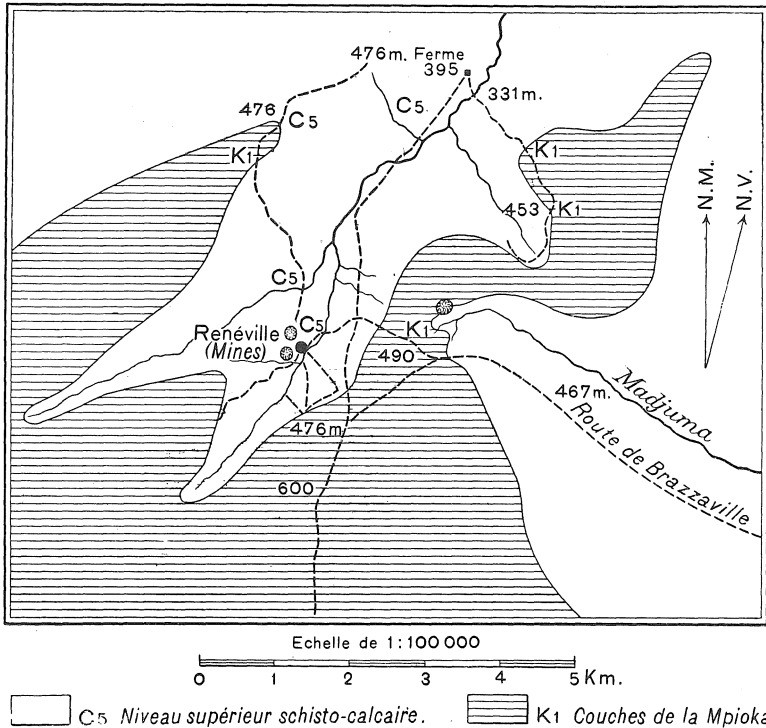 476m. Ferme
395
331m.
476
C5
C5
K1
K1
453
K1
N.M.
N.V.
C5
Renéville
(Mines)
C5
K1
490
467m.
Madjuma
Route de Brazzaville
476m
600
Echelle de 1:100 000
0 1 2 3 4 5 Km.
C5 Niveau supérieur schisto-calcaire.
K1 Couches de la Mpioka